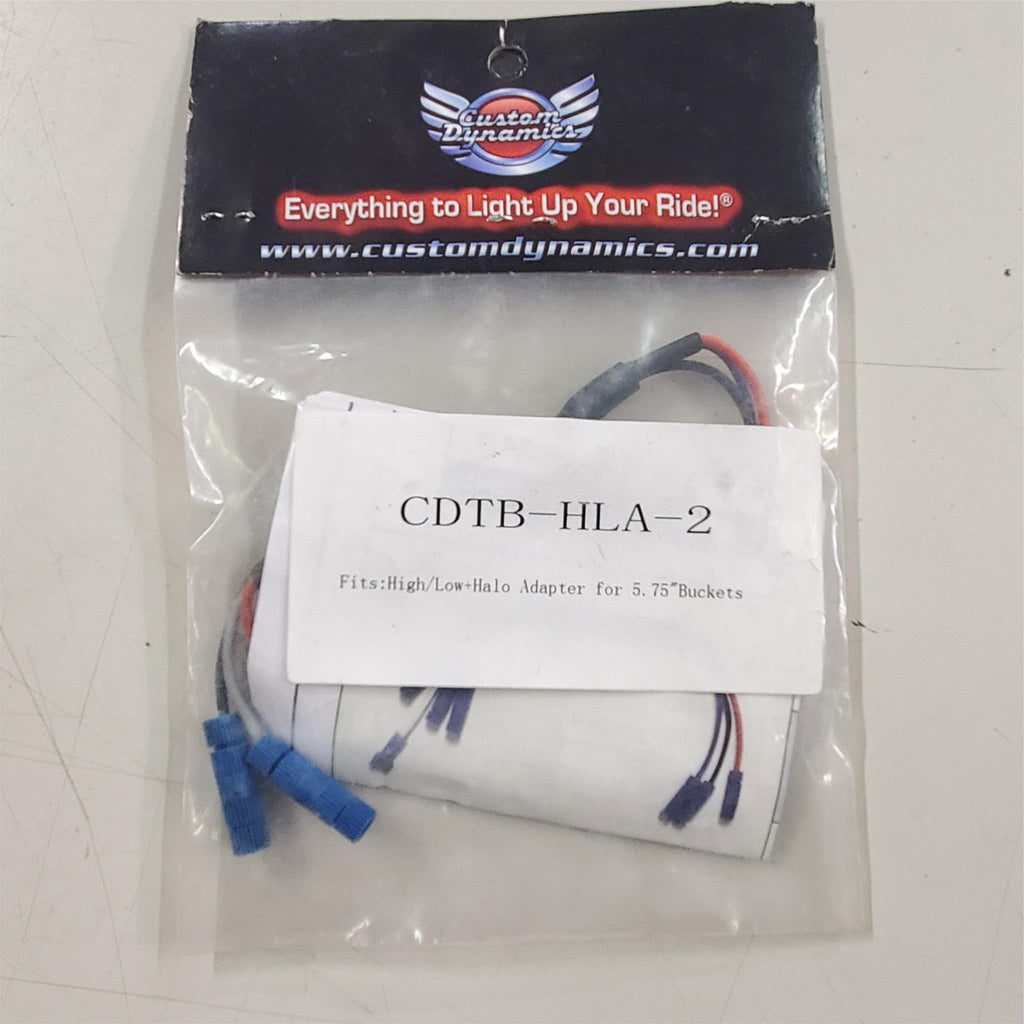 Custom
Dynamics
Everything to Light Up Your Ride!®
www.customdynamics.com
CDTB-HLA-2
Fits:High/Low+Halo Adapter for 5.75"Buckets